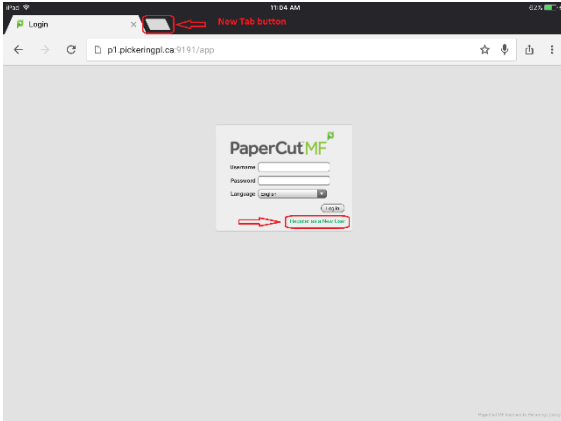 iPad 11:04 AM 62%
Login New Tab button
p1.pickeringpl.ca:9191/app
PaperCut MF
Username
Password
Language English
Log in
Register as a New User